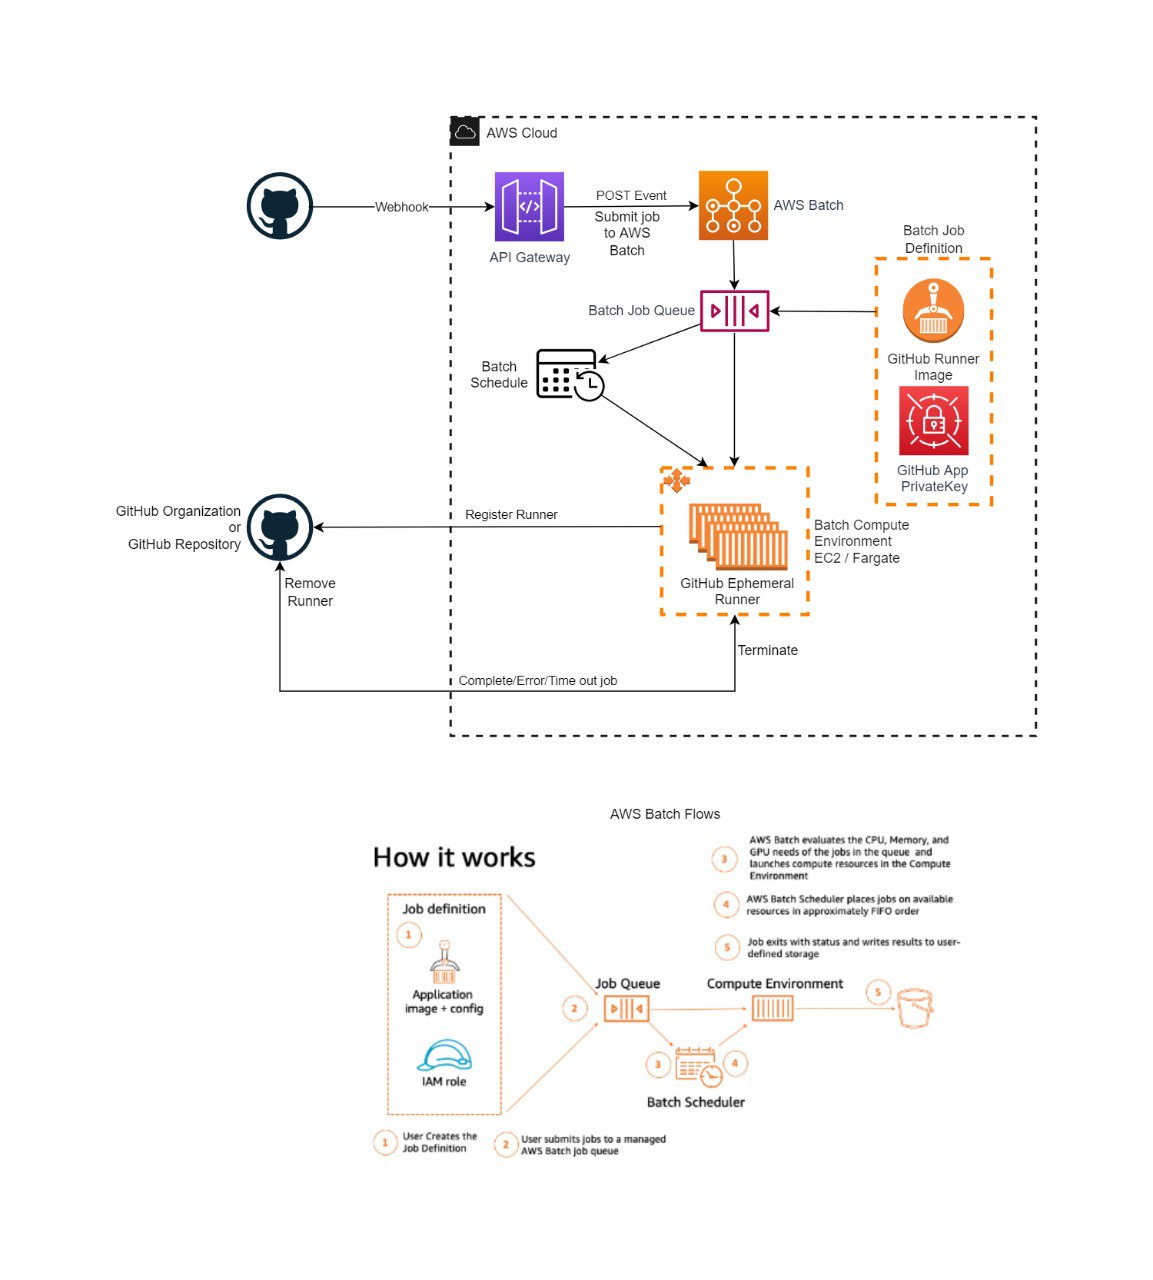 AWS Cloud
Webhook
API Gateway
POST Event
Submit job
to AWS
Batch
AWS Batch
Batch Job
Definition
Batch Job Queue
GitHub Runner
Image
Batch
Schedule
GitHub App
PrivateKey
GitHub Organization
or
GitHub Repository
Register Runner
Batch Compute
Environment
EC2 / Fargate
GitHub Ephemeral
Runner
Remove
Runner
Terminate
Complete/Error/Time out job
AWS Batch Flows
How it works
3
AWS Batch evaluates the CPU, Memory, and
GPU needs of the jobs in the queue and
launches compute resources in the Compute
Environment
4
AWS Batch Scheduler places jobs on available
resources in approximately FIFO order
5
Job exits with status and writes results to user-
defined storage
Job definition
1
Application
image + config
IAM role
Job Queue
2
Compute Environment
5
3
4
Batch Scheduler
1
User Creates the
Job Definition
2
User submits jobs to a managed
AWS Batch job queue